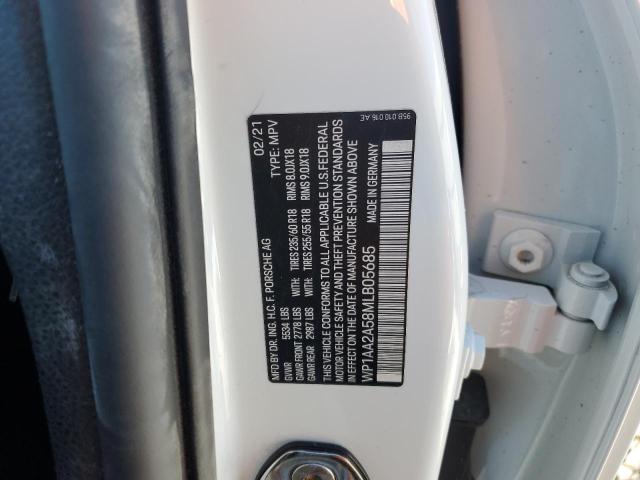 MFD BY DR. ING. H.C. F. PORSCHE AG 02/21
GVWR 5534 LBS TYPE: MPV
GAWR FRONT 2778 LBS WITH: TIRES 235/60 R18 RIMS 8.0JX18
GAWR REAR 2987 LBS WITH: TIRES 255/55 R18 RIMS 9.0JX18
THIS VEHICLE CONFORMS TO ALL APPLICABLE U.S. FEDERAL
MOTOR VEHICLE SAFETY AND THEFT PREVENTION STANDARDS
IN EFFECT ON THE DATE OF MANUFACTURE SHOWN ABOVE
WP1AA2A58MLB05685 MADE IN GERMANY
95B 010 016 AE